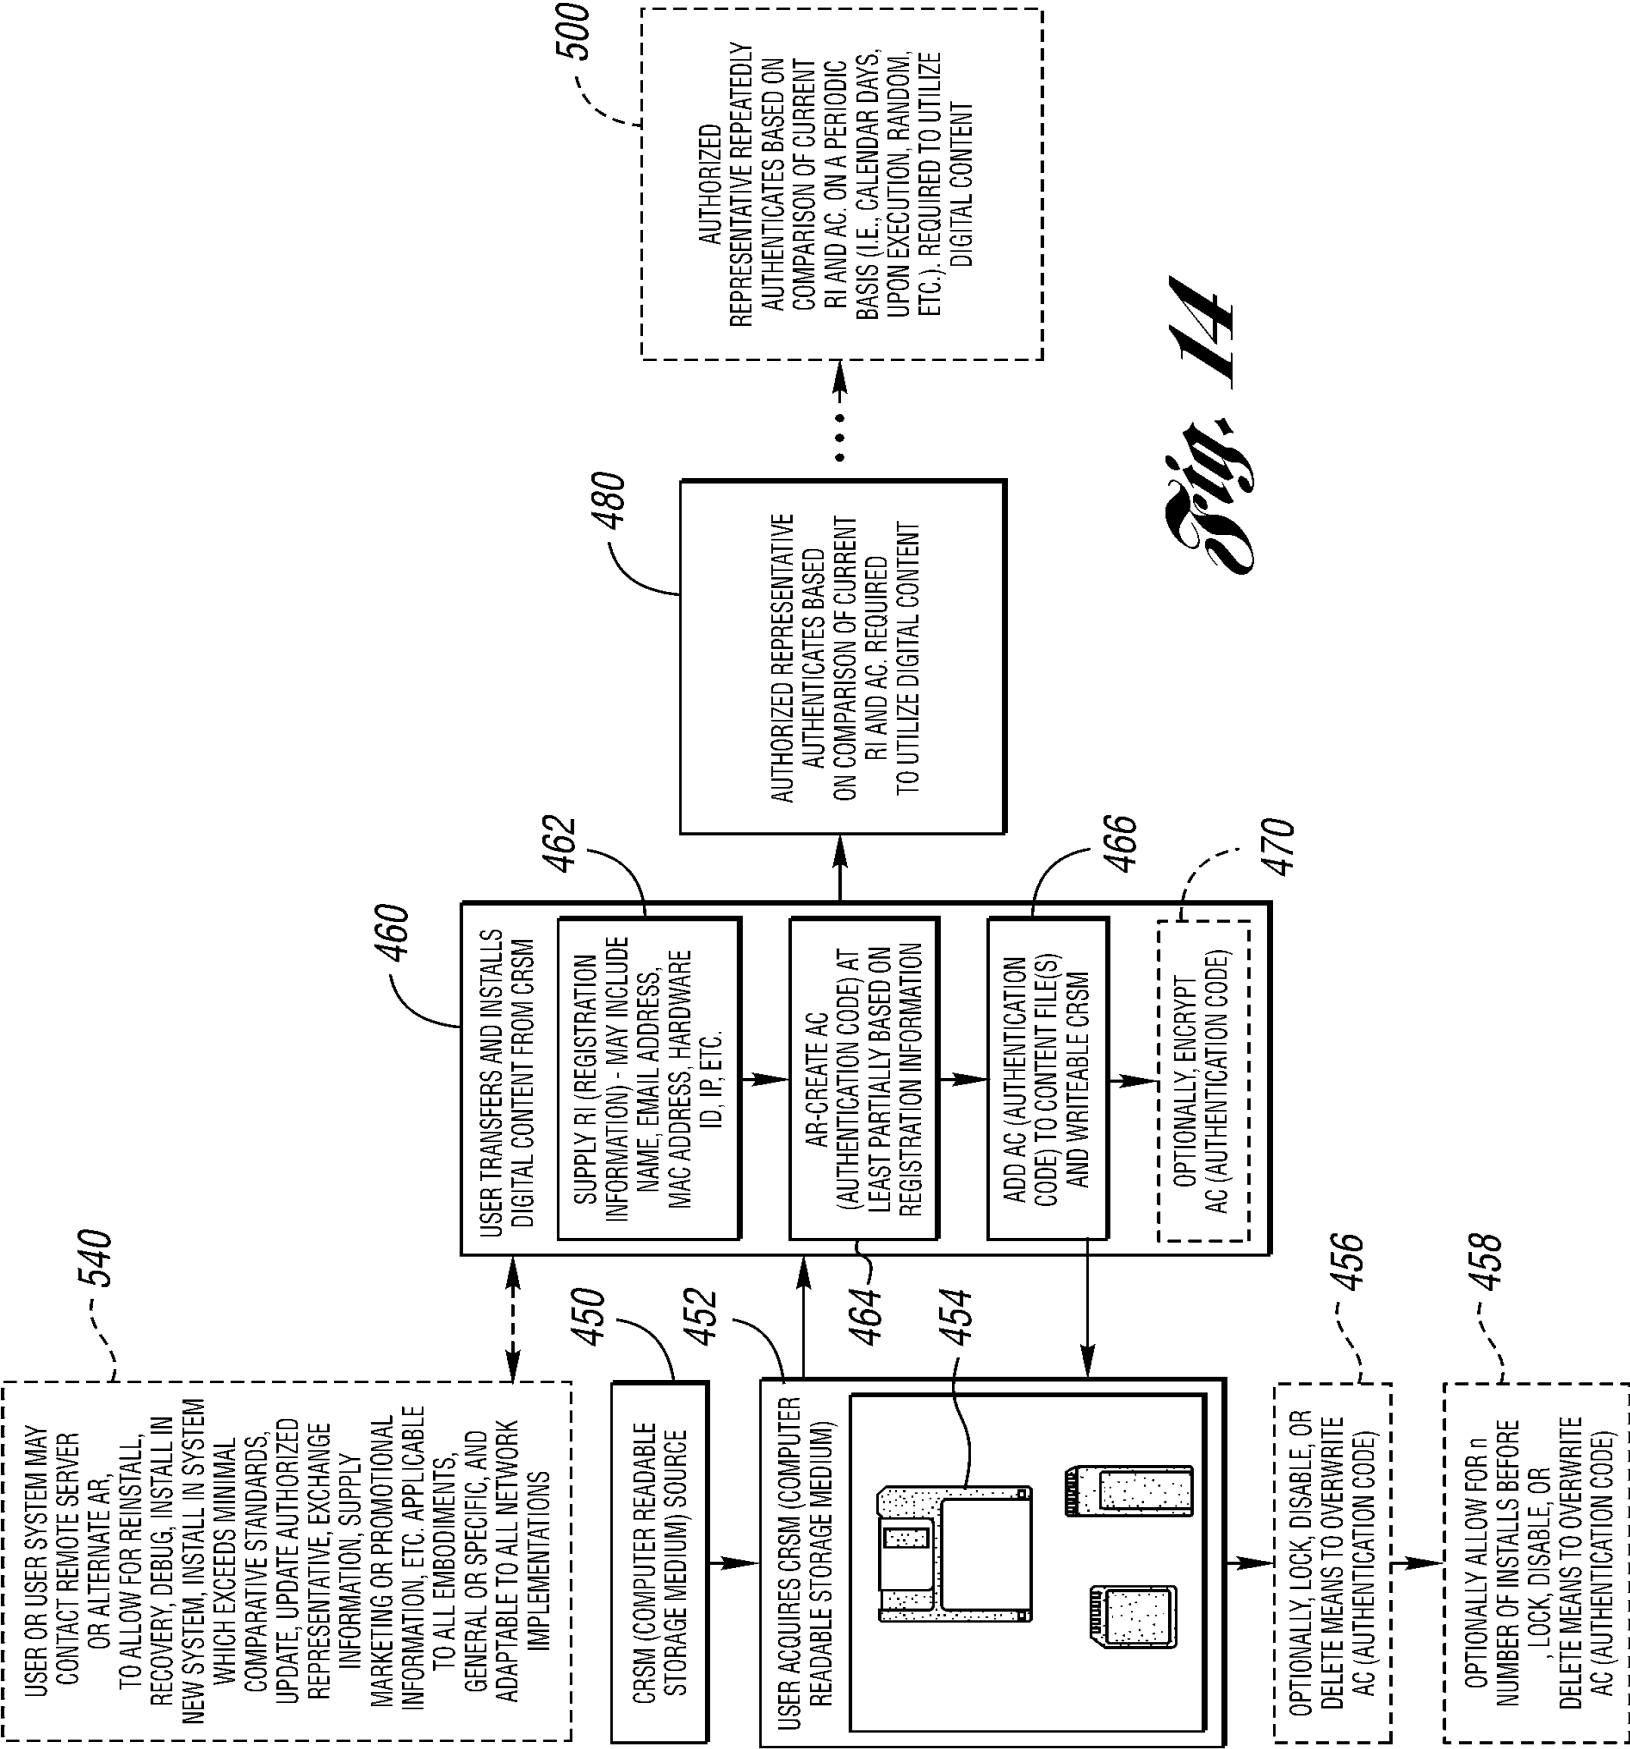 540
USER OR USER SYSTEM MAY
CONTACT REMOTE SERVER
OR ALTERNATE AR,
TO ALLOW FOR REINSTALL,
RECOVERY, DEBUG, INSTALL IN
NEW SYSTEM, INSTALL IN SYSTEM
WHICH EXCEEDS MINIMAL
COMPARATIVE STANDARDS,
UPDATE, UPDATE AUTHORIZED
REPRESENTATIVE, EXCHANGE
INFORMATION, SUPPLY
MARKETING OR PROMOTIONAL
INFORMATION, ETC. APPLICABLE
TO ALL EMBODIMENTS,
GENERAL OR SPECIFIC, AND
ADAPTABLE TO ALL NETWORK
IMPLEMENTATIONS
450
CRSM (COMPUTER READABLE
STORAGE MEDIUM) SOURCE
452
USER ACQUIRES CRSM (COMPUTER
READABLE STORAGE MEDIUM)
454
456
OPTIONALLY, LOCK, DISABLE, OR
DELETE MEANS TO OVERWRITE
AC (AUTHENTICATION CODE)
458
OPTIONALLY ALLOW FOR n
NUMBER OF INSTALLS BEFORE
, LOCK, DISABLE, OR
DELETE MEANS TO OVERWRITE
AC (AUTHENTICATION CODE)
460
USER TRANSFERS AND INSTALLS
DIGITAL CONTENT FROM CRSM
462
SUPPLY RI (REGISTRATION
INFORMATION) - MAY INCLUDE
NAME, EMAIL ADDRESS,
MAC ADDRESS, HARDWARE
ID, IP, ETC.
464
AR-CREATE AC
(AUTHENTICATION CODE) AT
LEAST PARTIALLY BASED ON
REGISTRATION INFORMATION
466
ADD AC (AUTHENTICATION
CODE) TO CONTENT FILE(S)
AND WRITEABLE CRSM
470
OPTIONALLY, ENCRYPT
AC (AUTHENTICATION CODE)
480
AUTHORIZED REPRESENTATIVE
AUTHENTICATES BASED
ON COMPARISON OF CURRENT
RI AND AC. REQUIRED
TO UTILIZE DIGITAL CONTENT
500
AUTHORIZED
REPRESENTATIVE REPEATEDLY
AUTHENTICATES BASED ON
COMPARISON OF CURRENT
RI AND AC. ON A PERIODIC
BASIS (I.E., CALENDAR DAYS,
UPON EXECUTION, RANDOM,
ETC.). REQUIRED TO UTILIZE
DIGITAL CONTENT
Fig. 14